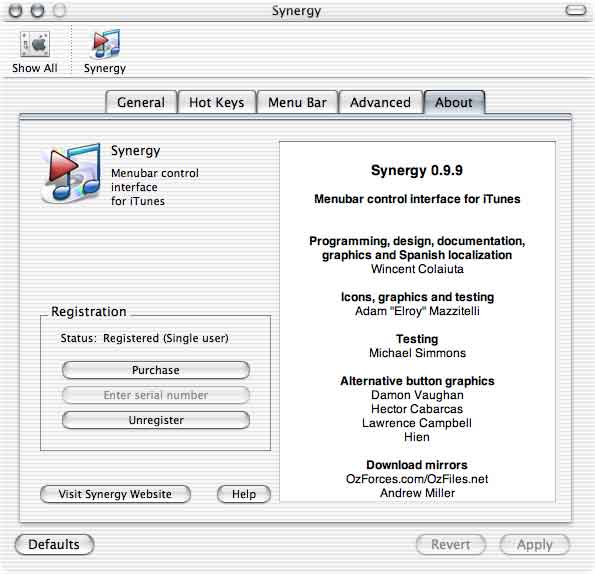 Synergy
Show All
Synergy
General
Hot Keys
Menu Bar
Advanced
About
Synergy
Menubar control
interface
for iTunes
Registration
Status: Registered (Single user)
Purchase
Enter serial number
Unregister
Visit Synergy Website
Help
Synergy 0.9.9
Menubar control interface for iTunes
Programming, design, documentation,
graphics and Spanish localization
Wincent Colaiuta
Icons, graphics and testing
Adam "Elroy" Mazzitelli
Testing
Michael Simmons
Alternative button graphics
Damon Vaughan
Hector Cabarcas
Lawrence Campbell
Hien
Download mirrors
OzForces.com/OzFiles.net
Andrew Miller
Defaults
Revert
Apply